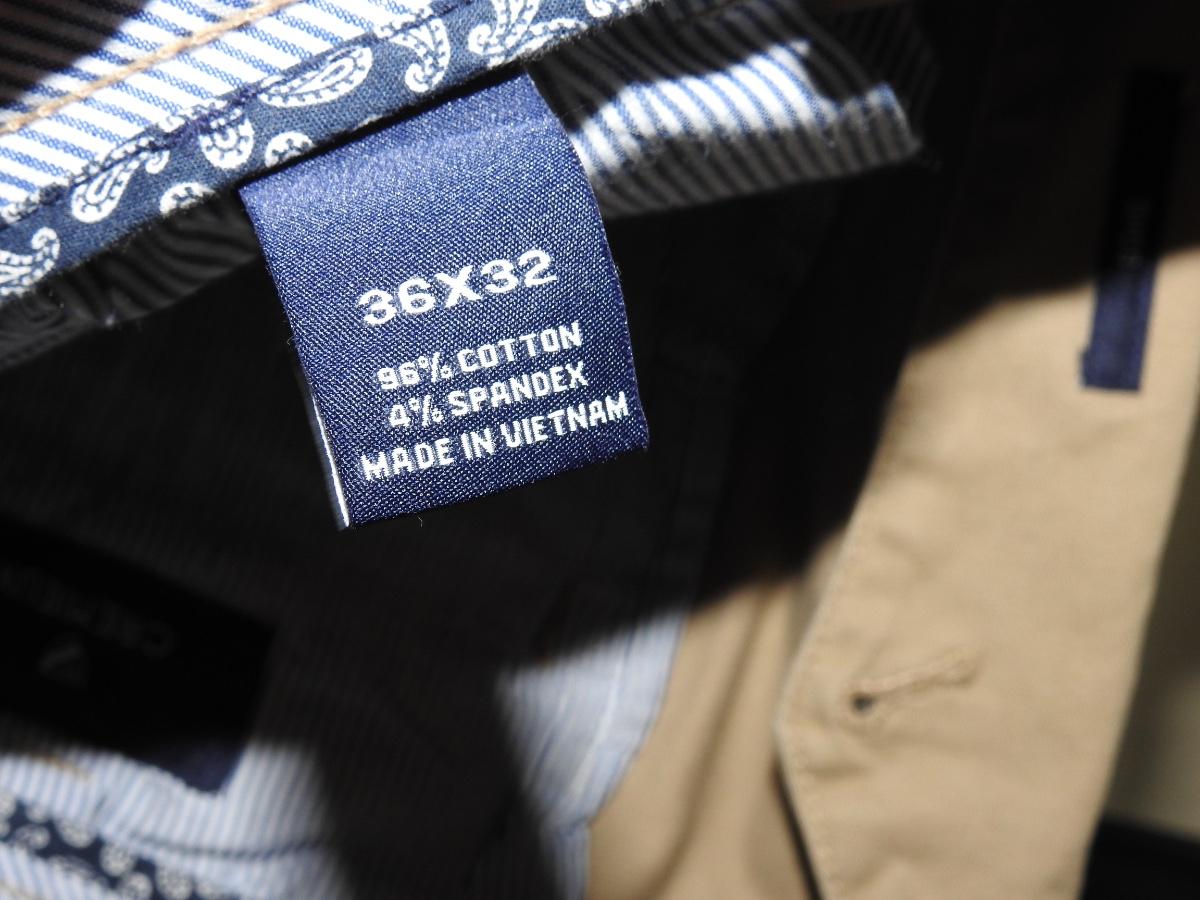 36X32
96% COTTON
4% SPANDEX
MADE IN VIETNAM